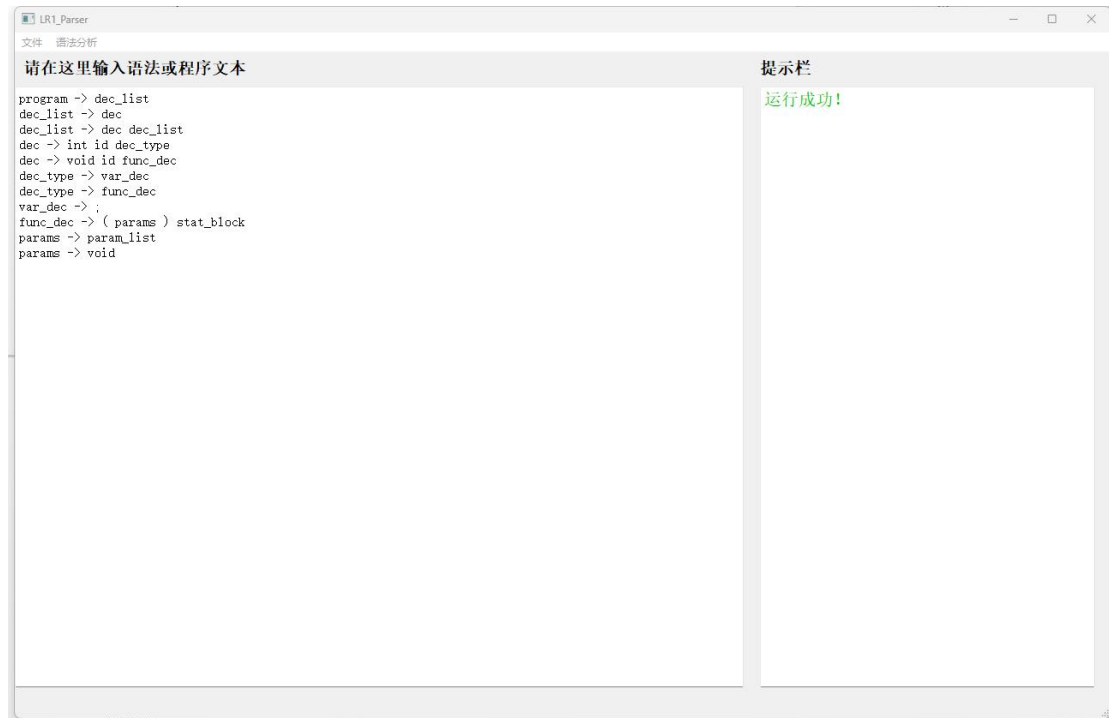 LR1_Parser
文件 语法分析
请在这里输入语法或程序文本
提示栏
program -> dec_list
dec_list -> dec
dec_list -> dec dec_list
dec -> int id dec_type
dec -> void id func_dec
dec_type -> var_dec
dec_type -> func_dec
var_dec -> ;
func_dec -> ( params ) stat_block
params -> param_list
params -> void
运行成功!